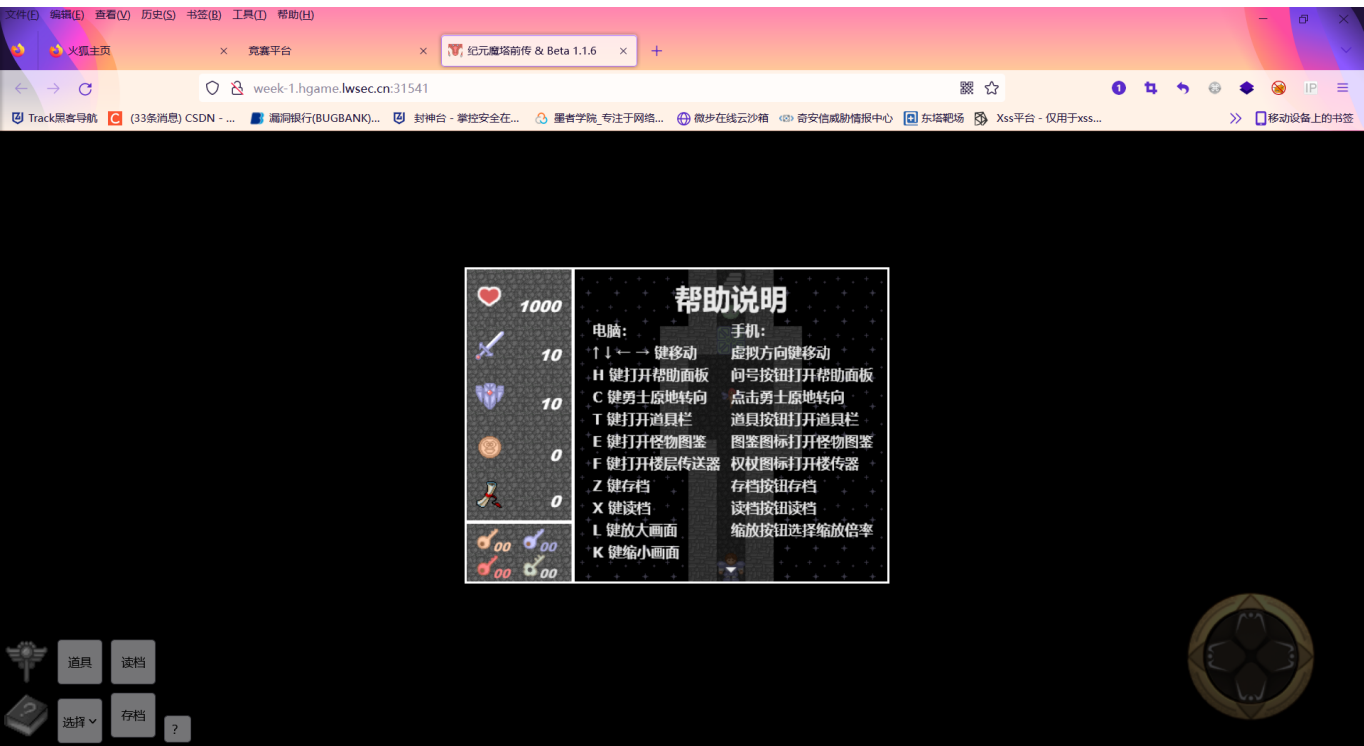 文件(F) 编辑(E) 查看(V) 历史(S) 书签(B) 工具(T) 帮助(H)
火狐主页 × 竞赛平台 × 纪元魔塔前传 & Beta 1.1.6 × +
week-1.hgame.lwsec.cn:31541
1 IP
Track黑客导航 C (33条消息) CSDN - ... 漏洞银行(BUGBANK)... 封神台 - 掌控安全在... 墨者学院_专注于网络... 微步在线云沙箱 奇安信威胁情报中心 东塔靶场 Xss平台 - 仅用于xss... 移动设备上的书签
1000
10
10
0
0
00 00
00 00
帮助说明
电脑: 手机:
↑↓← → 键移动 虚拟方向键移动
H 键打开帮助面板 问号按钮打开帮助面板
C 键勇士原地转向 点击勇士原地转向
T 键打开道具栏 道具按钮打开道具栏
E 键打开怪物图鉴 图鉴图标打开怪物图鉴
F 键打开楼层传送器 权杖图标打开楼传器
Z 键存档 存档按钮存档
X 键读档 读档按钮读档
L 键放大画面 缩放按钮选择缩放倍率
K 键缩小画面
道具 读档
选择 存档 ?